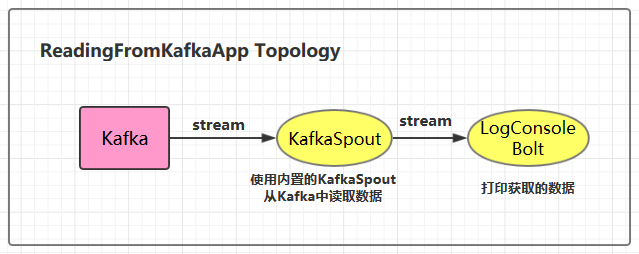 ReadingFromKafkaApp Topology
Kafka
stream
KafkaSpout
stream
LogConsole
Bolt
使用内置的KafkaSpout
从Kafka中读取数据
打印获取的数据